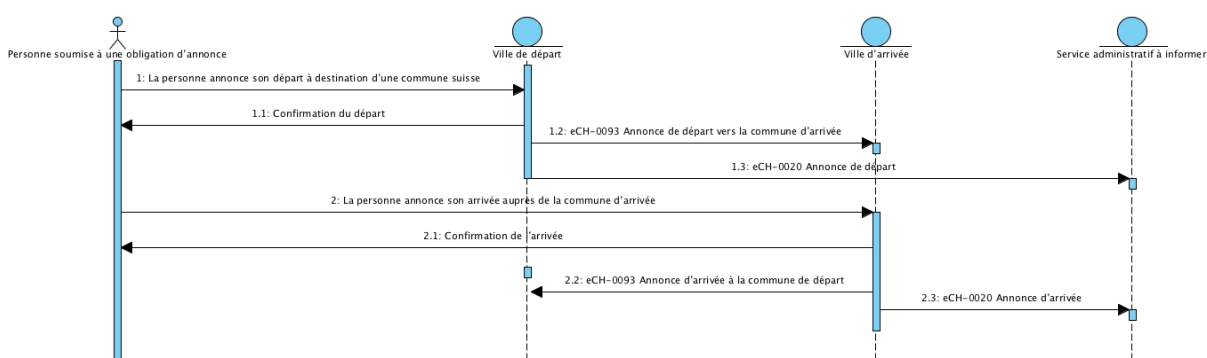 Personne soumise à une obligation d'annonce
Ville de départ
Ville d'arrivée
Service administratif à informer
1: La personne annonce son départ à destination d'une commune suisse
1.1: Confirmation du départ
1.2: eCH-0093 Annonce de départ vers la commune d'arrivée
1.3: eCH-0020 Annonce de départ
2: La personne annonce son arrivée auprès de la commune d'arrivée
2.1: Confirmation de l'arrivée
2.2: eCH-0093 Annonce d'arrivée à la commune de départ
2.3: eCH-0020 Annonce d'arrivée